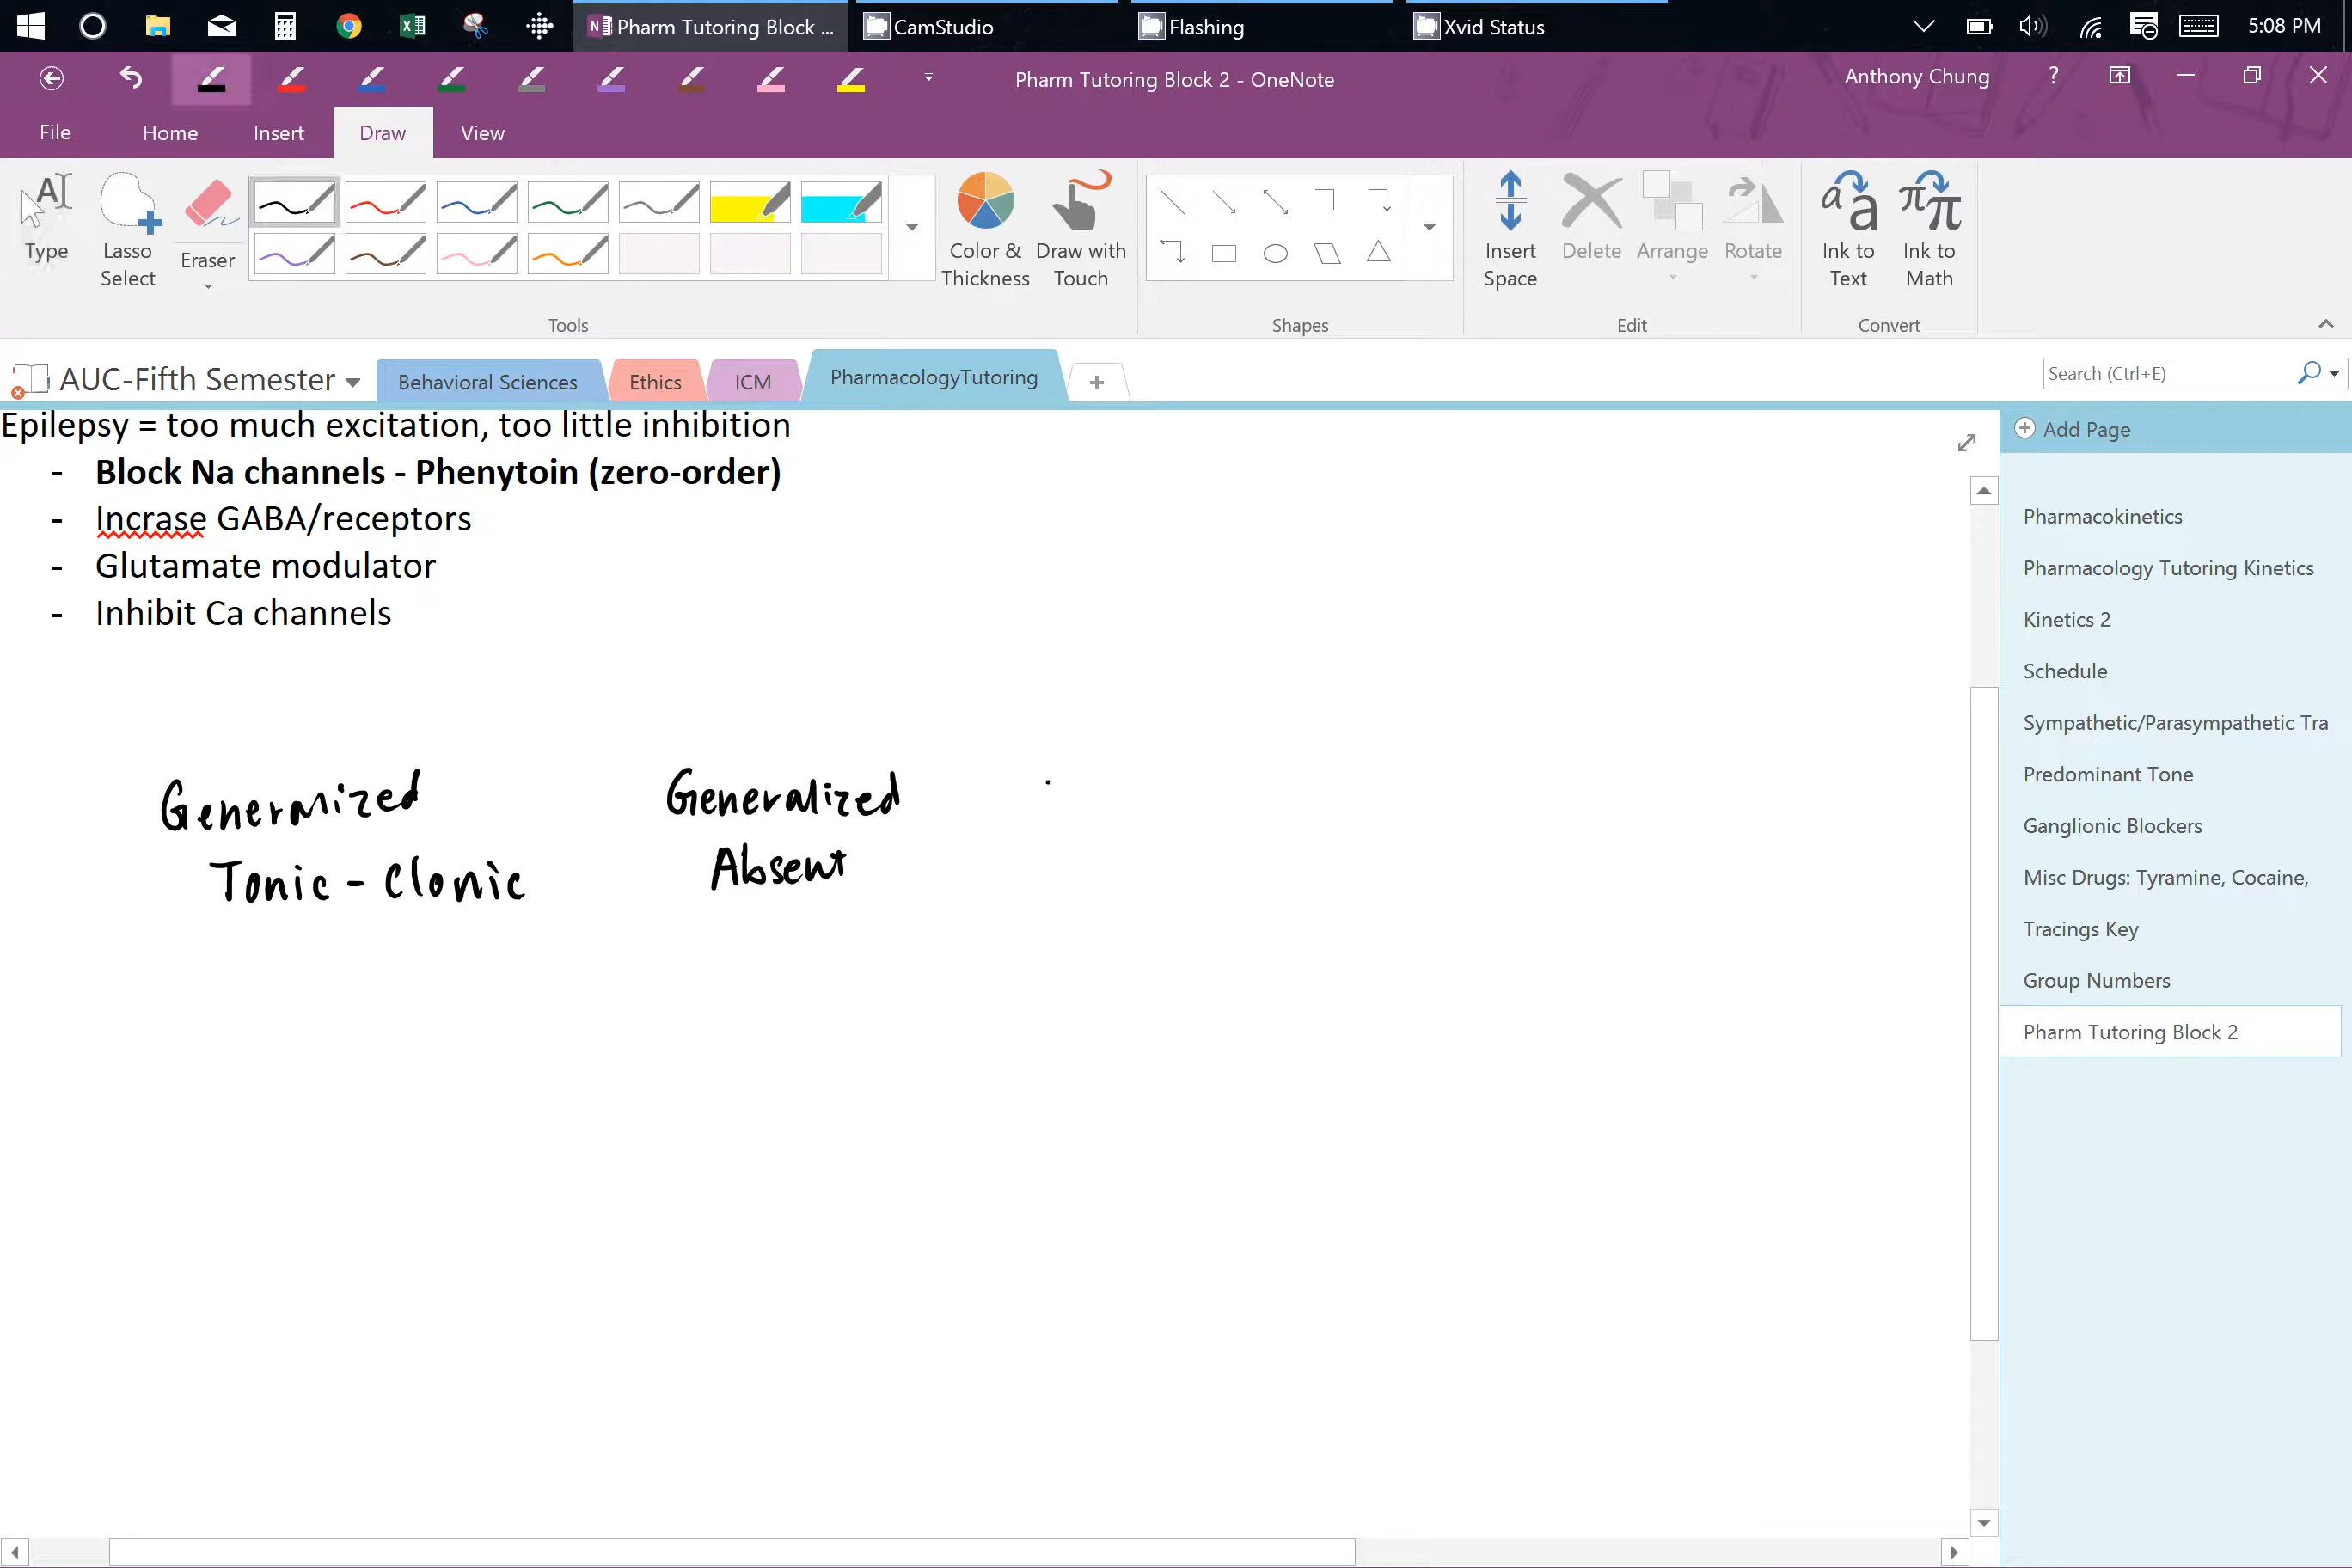 Pharm Tutoring Block ...
CamStudio
Flashing
Xvid Status
5:08 PM
Pharm Tutoring Block 2 - OneNote
Anthony Chung
?
File
Home
Insert
Draw
View
Type
Lasso Select
Eraser
Color & Thickness
Draw with Touch
Insert Space
Delete
Arrange
Rotate
Ink to Text
Ink to Math
Tools
Shapes
Edit
Convert
AUC-Fifth Semester
Behavioral Sciences
Ethics
ICM
PharmacologyTutoring
+
Search (Ctrl+E)
Epilepsy = too much excitation, too little inhibition
- Block Na channels - Phenytoin (zero-order)
- Incrase GABA/receptors
- Glutamate modulator
- Inhibit Ca channels
Generalized
Tonic - Clonic
Generalized
Absent
Add Page
Pharmacokinetics
Pharmacology Tutoring Kinetics
Kinetics 2
Schedule
Sympathetic/Parasympathetic Tra
Predominant Tone
Ganglionic Blockers
Misc Drugs: Tyramine, Cocaine,
Tracings Key
Group Numbers
Pharm Tutoring Block 2